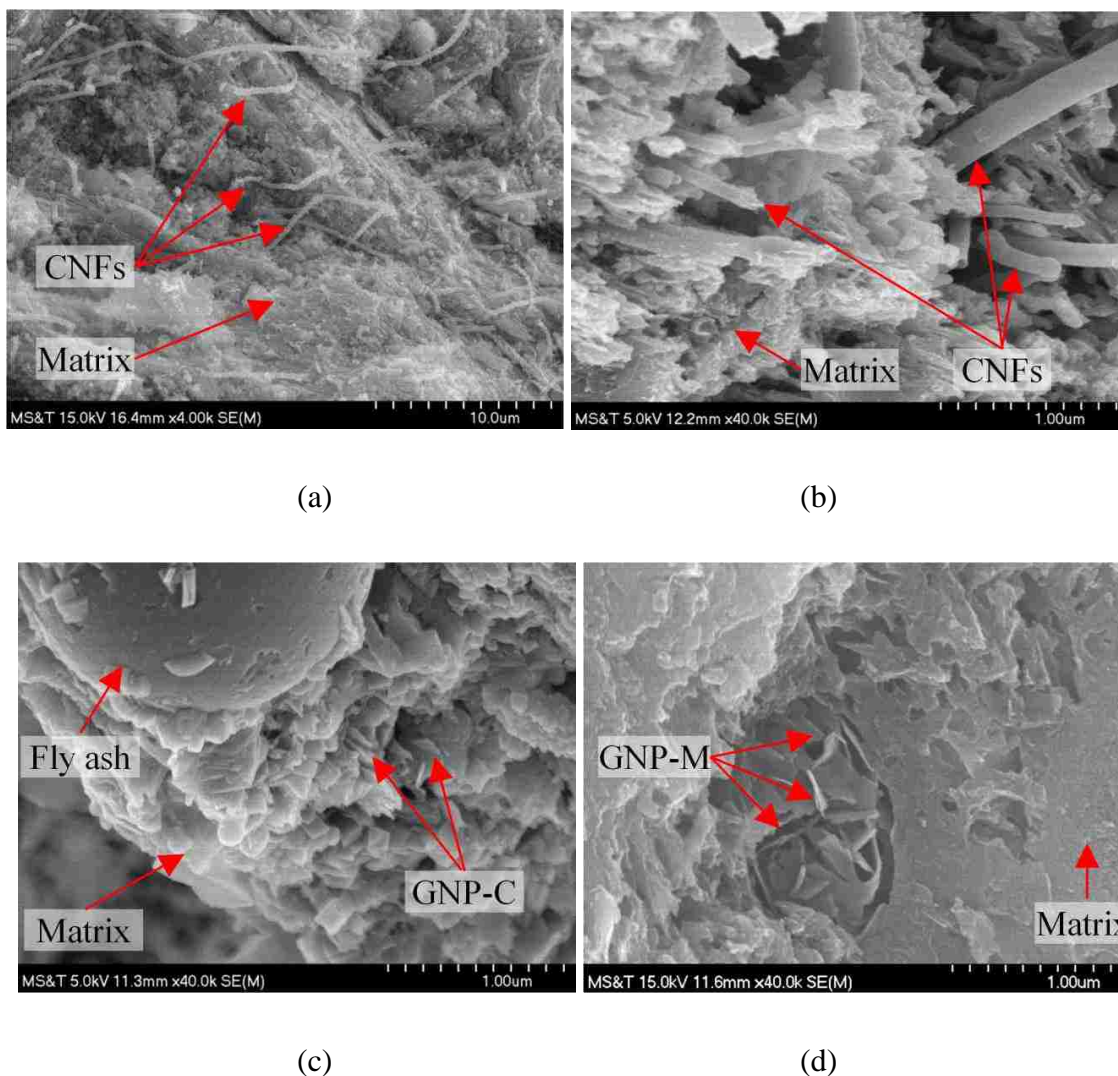 CNFs
Matrix
MS&T 15.0kV 16.4mm x4.00k SE(M)
10.0um
(a)
Matrix
CNFs
MS&T 5.0kV 12.2mm x40.0k SE(M)
1.00um
(b)
Fly ash
Matrix
GNP-C
MS&T 5.0kV 11.3mm x40.0k SE(M)
1.00um
(c)
GNP-M
Matrix
MS&T 15.0kV 11.6mm x40.0k SE(M)
1.00um
(d)